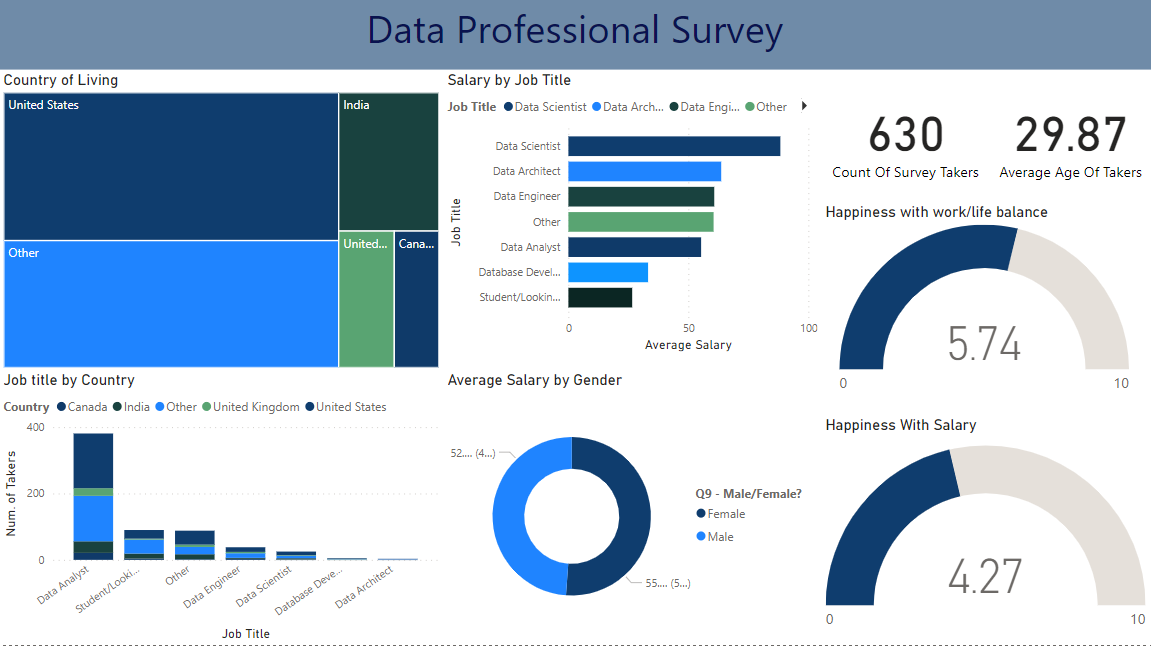 Data Professional Survey
Country of Living
United States
India
Other
United...
Cana...
Salary by Job Title
Job Title Data Scientist Data Arch... Data Engi... Other
Job Title
Data Scientist
Data Architect
Data Engineer
Other
Data Analyst
Database Devel...
Student/Lookin...
0 50 100
Average Salary
630
Count Of Survey Takers
29.87
Average Age Of Takers
Happiness with work/life balance
5.74
0 10
Job title by Country
Country Canada India Other United Kingdom United States
Num. of Takers
400
200
0
Data Analyst
Student/Looki...
Other
Data Engineer
Data Scientist
Database Deve...
Data Architect
Job Title
Average Salary by Gender
52.... (4...)
55.... (5...)
Q9 - Male/Female?
Female
Male
Happiness With Salary
4.27
0 10